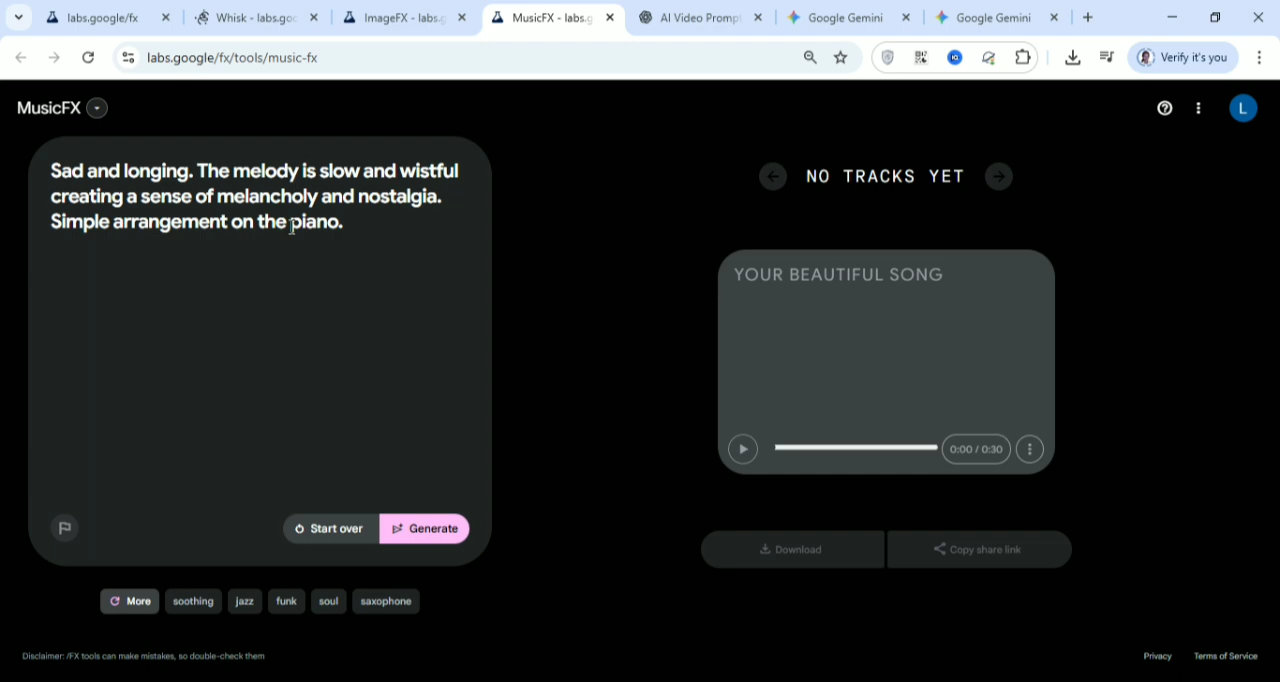 labs.google/fx
Whisk - labs.goo
ImageFX - labs.g
MusicFX - labs.g
AI Video Prompt
Google Gemini
Google Gemini
labs.google/fx/tools/music-fx
Verify it's you
MusicFX
L
Sad and longing. The melody is slow and wistful
creating a sense of melancholy and nostalgia.
Simple arrangement on the piano.
Start over
Generate
More
soothing
jazz
funk
soul
saxophone
NO TRACKS YET
YOUR BEAUTIFUL SONG
0:00 / 0:30
Download
Copy share link
Disclaimer: /FX tools can make mistakes, so double-check them
Privacy
Terms of Service